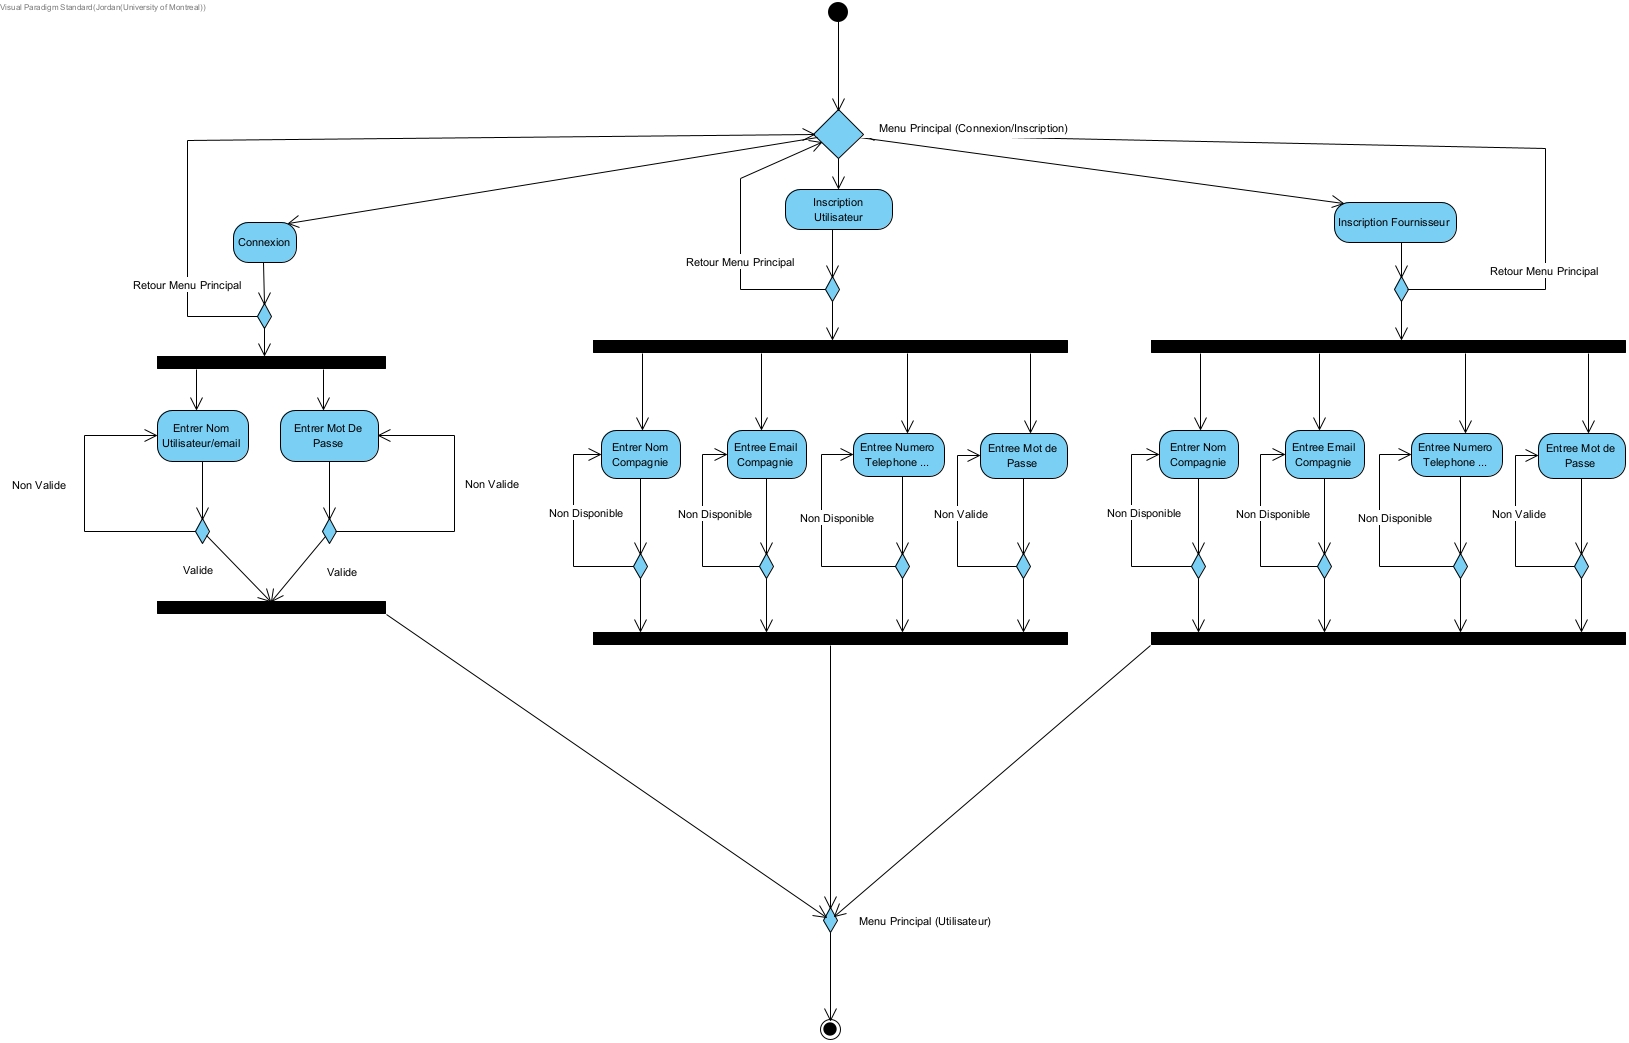 Visual Paradigm Standard(Jordan(University of Montreal))
Menu Principal (Connexion/Inscription)
Inscription
Utilisateur
Inscription Fournisseur
Connexion
Retour Menu Principal
Retour Menu Principal
Retour Menu Principal
Entrer Nom
Utilisateur/email
Entrer Mot De
Passe
Non Valide
Non Valide
Valide
Valide
Entrer Nom
Compagnie
Entree Email
Compagnie
Entree Numero
Telephone ...
Entree Mot de
Passe
Non Disponible
Non Disponible
Non Disponible
Non Valide
Entrer Nom
Compagnie
Entree Email
Compagnie
Entree Numero
Telephone ...
Entree Mot de
Passe
Non Disponible
Non Disponible
Non Disponible
Non Valide
Menu Principal (Utilisateur)